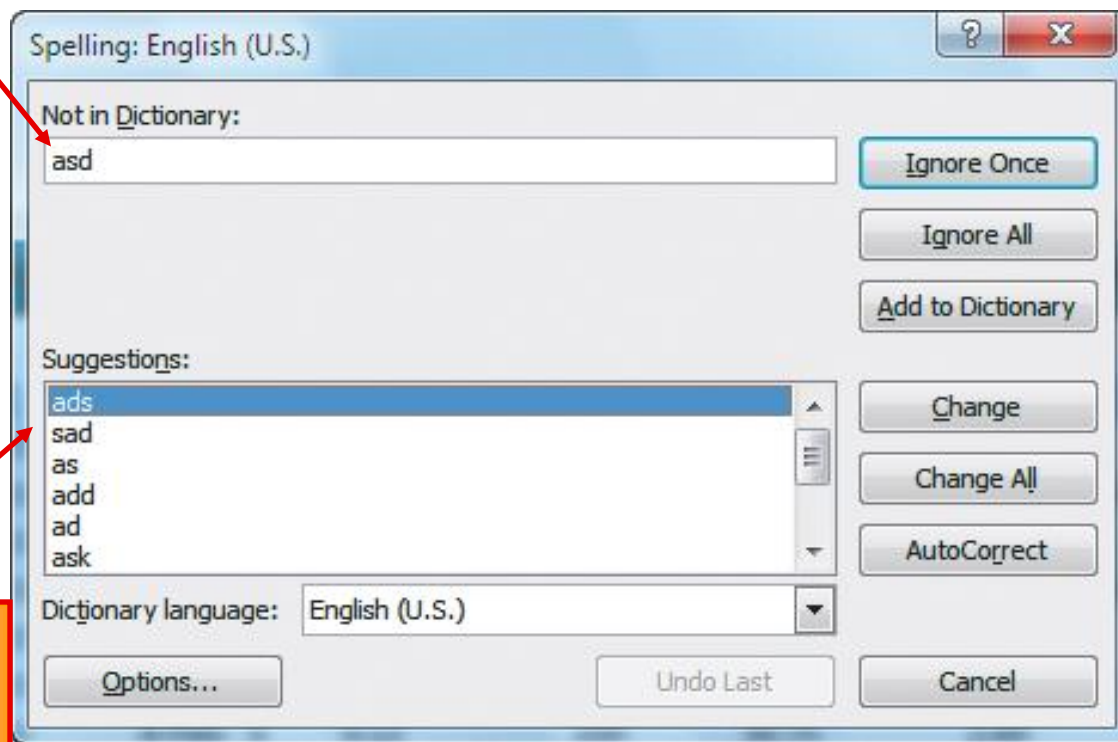 Spelling: English (U.S.)
Not in Dictionary:
asd
Ignore Once
Ignore All
Add to Dictionary
Suggestions:
ads
sad
as
add
ad
ask
Change
Change All
AutoCorrect
Dictionary language: English (U.S.)
Options... Undo Last Cancel